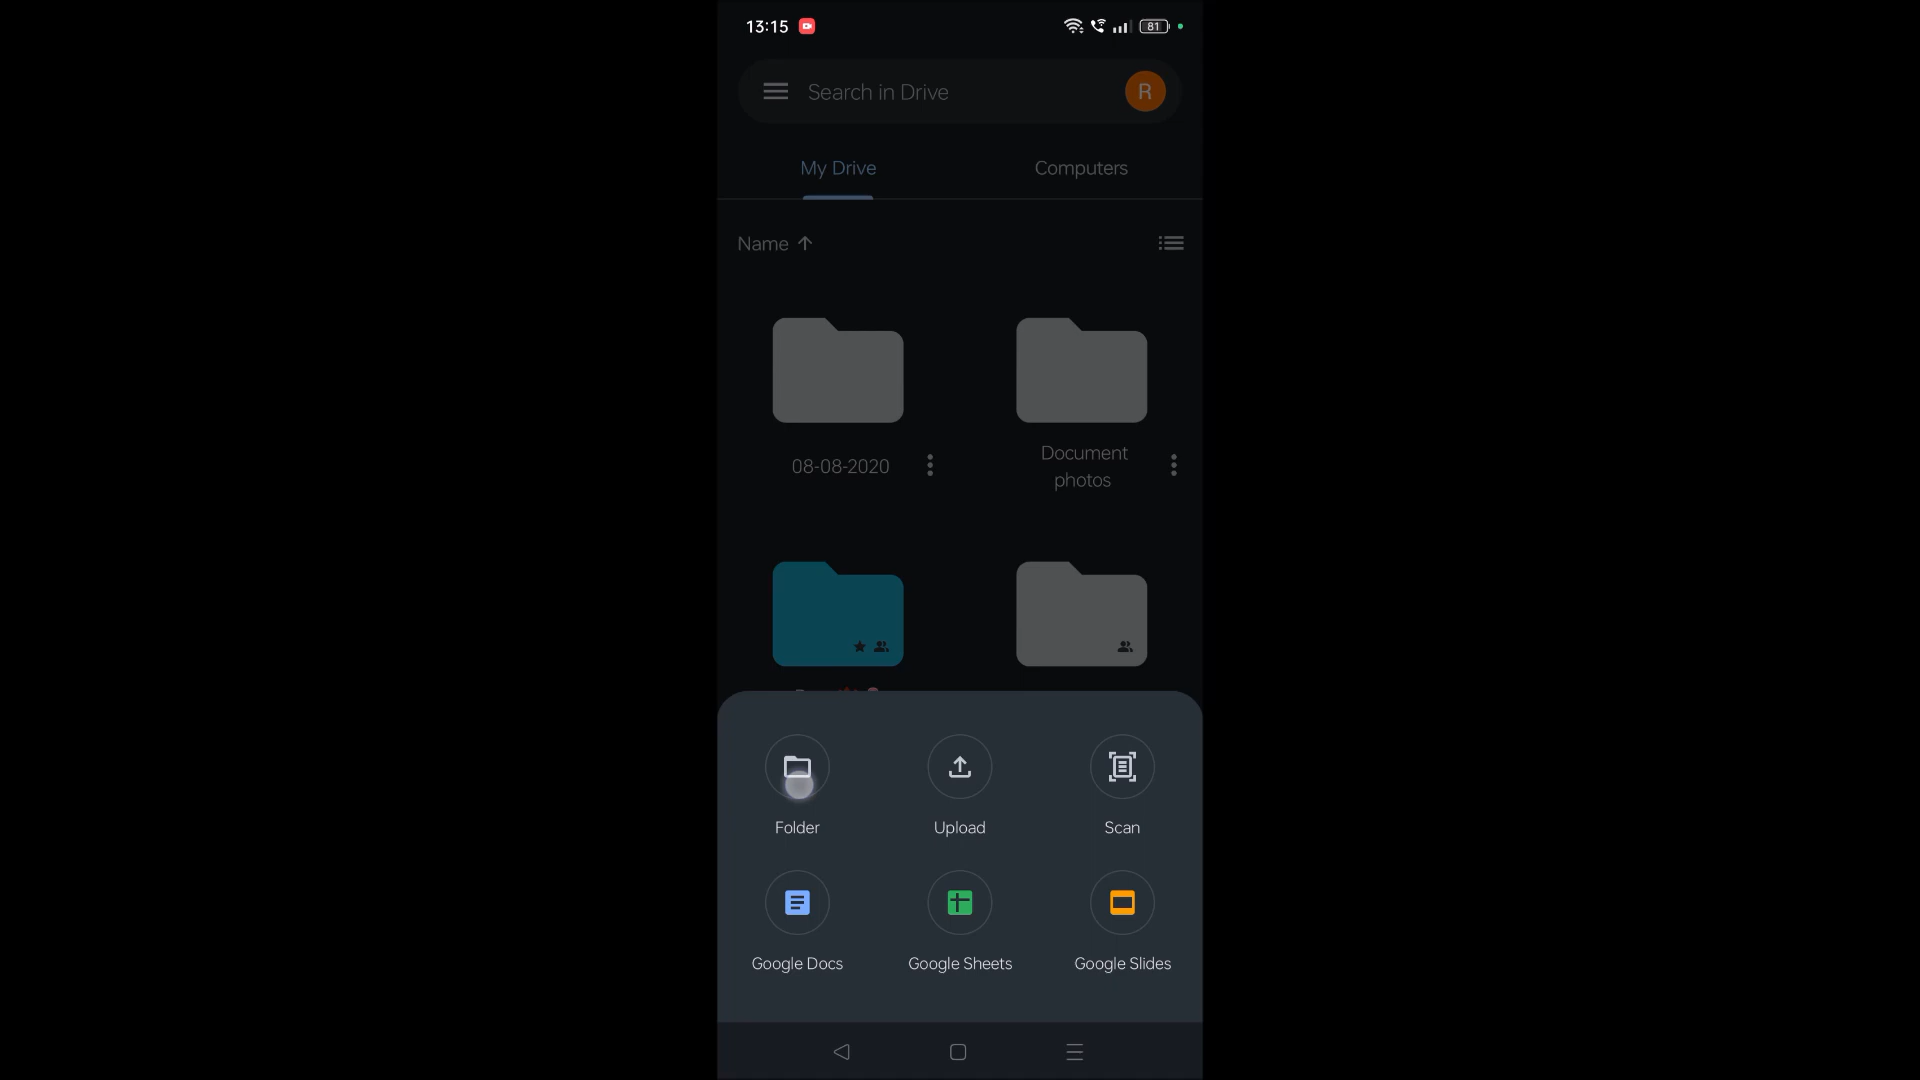 13:15
81
Search in Drive
R
My Drive
Computers
Name
08-08-2020
Document
photos
Folder
Upload
Scan
Google Docs
Google Sheets
Google Slides